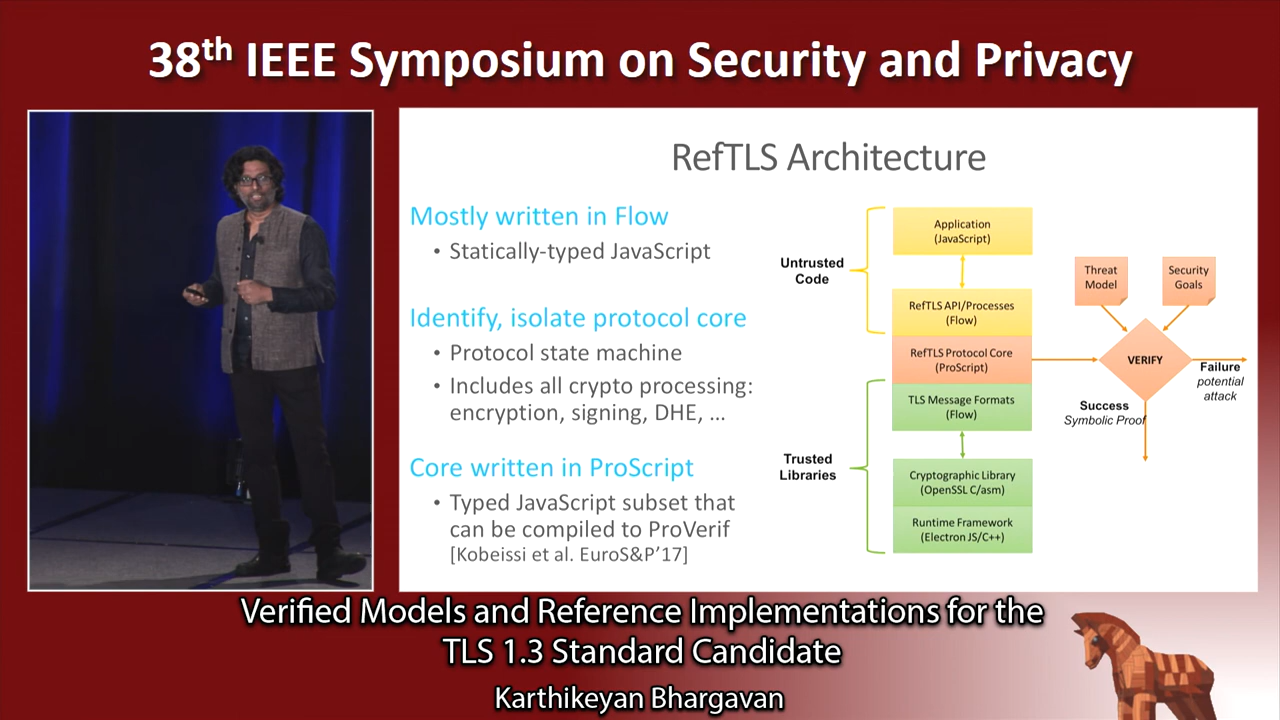 38th IEEE Symposium on Security and Privacy
RefTLS Architecture
Mostly written in Flow
• Statically-typed JavaScript
Identify, isolate protocol core
• Protocol state machine
• Includes all crypto processing:
encryption, signing, DHE, ...
Core written in ProScript
• Typed JavaScript subset that
can be compiled to ProVerif
[Kobeissi et al. EuroS&P'17]
Untrusted
Code
Trusted
Libraries
Application
(JavaScript)
RefTLS API/Processes
(Flow)
RefTLS Protocol Core
(ProScript)
TLS Message Formats
(Flow)
Cryptographic Library
(OpenSSL C/asm)
Runtime Framework
(Electron JS/C++)
Threat
Model
Security
Goals
VERIFY
Failure
potential
attack
Success
Symbolic Proof
Verified Models and Reference Implementations for the
TLS 1.3 Standard Candidate
Karthikeyan Bhargavan